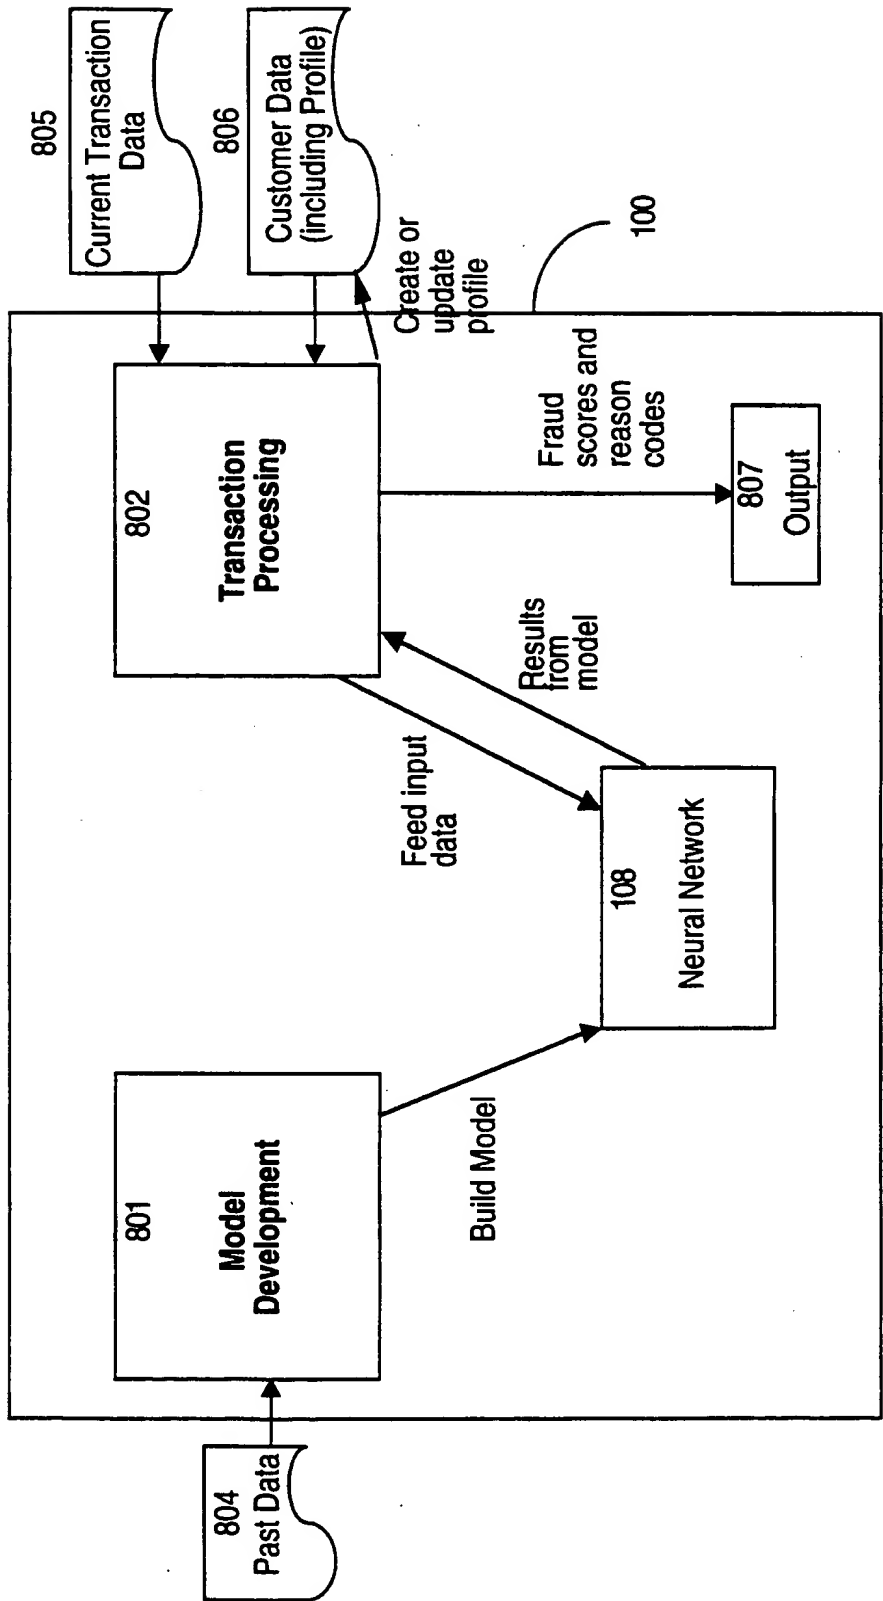 804
Past Data
801
Model
Development
Build Model
108
Neural Network
Feed input
data
Results
from
model
802
Transaction
Processing
Fraud
scores and
reason
codes
807
Output
805
Current Transaction
Data
806
Customer Data
(including Profile)
Create or
update
profile
100